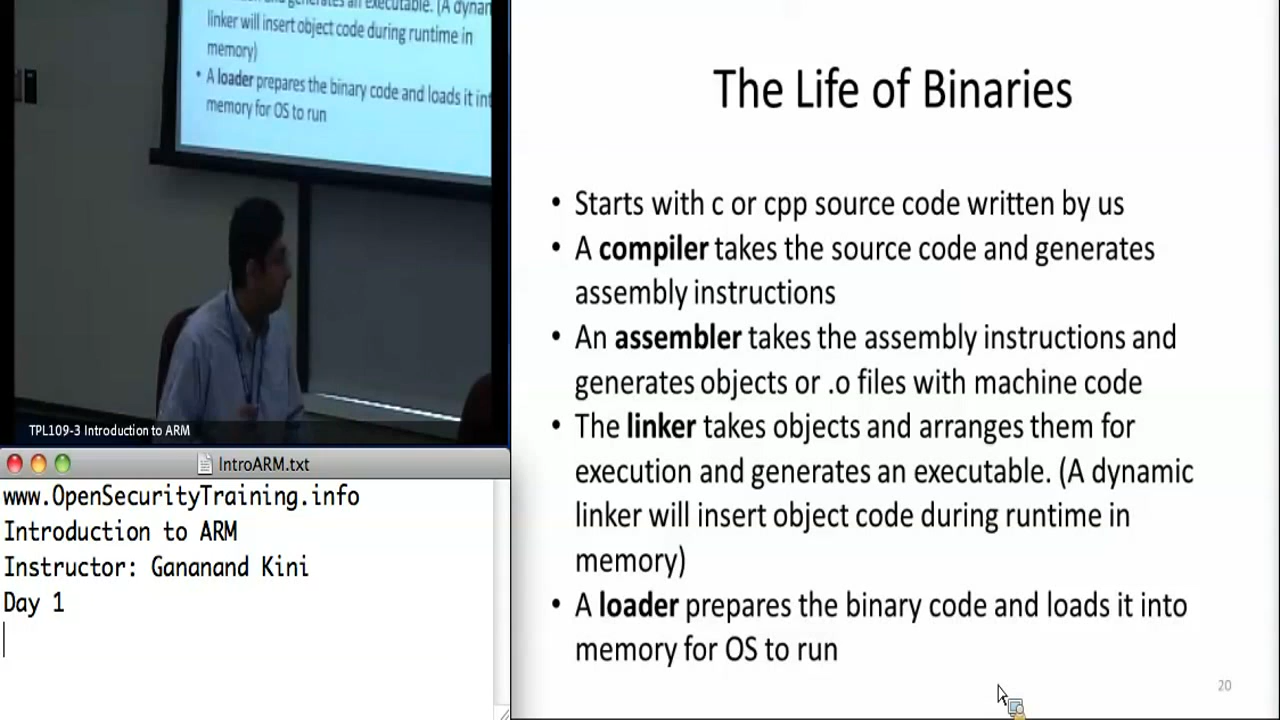 generates an executable. (A dynam
linker will insert object code during runtime in
memory)
• A loader prepares the binary code and loads it int
memory for OS to run
TPL109-3 Introduction to ARM
IntroARM.txt
www.OpenSecurityTraining.info
Introduction to ARM
Instructor: Gananand Kini
Day 1
The Life of Binaries
• Starts with c or cpp source code written by us
• A compiler takes the source code and generates
assembly instructions
• An assembler takes the assembly instructions and
generates objects or .o files with machine code
• The linker takes objects and arranges them for
execution and generates an executable. (A dynamic
linker will insert object code during runtime in
memory)
• A loader prepares the binary code and loads it into
memory for OS to run
20